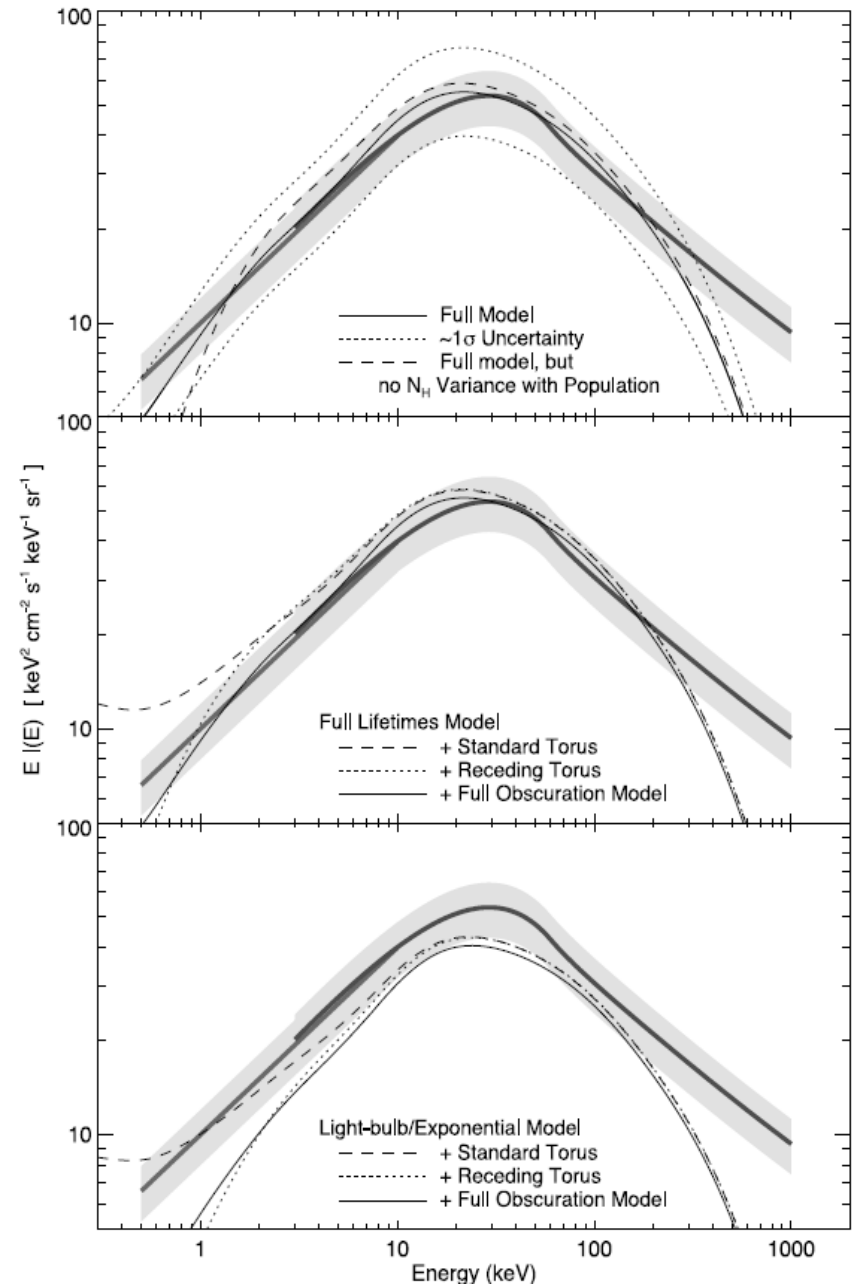 100
10
Full Model
~1σ Uncertainty
Full model, but
no N_H Variance with Population
100
E I(E) [ keV² cm⁻² s⁻¹ keV⁻¹ sr⁻¹ ]
10
Full Lifetimes Model
+ Standard Torus
+ Receding Torus
+ Full Obscuration Model
100
10
Light-bulb/Exponential Model
+ Standard Torus
+ Receding Torus
+ Full Obscuration Model
1 10 100 1000
Energy (keV)